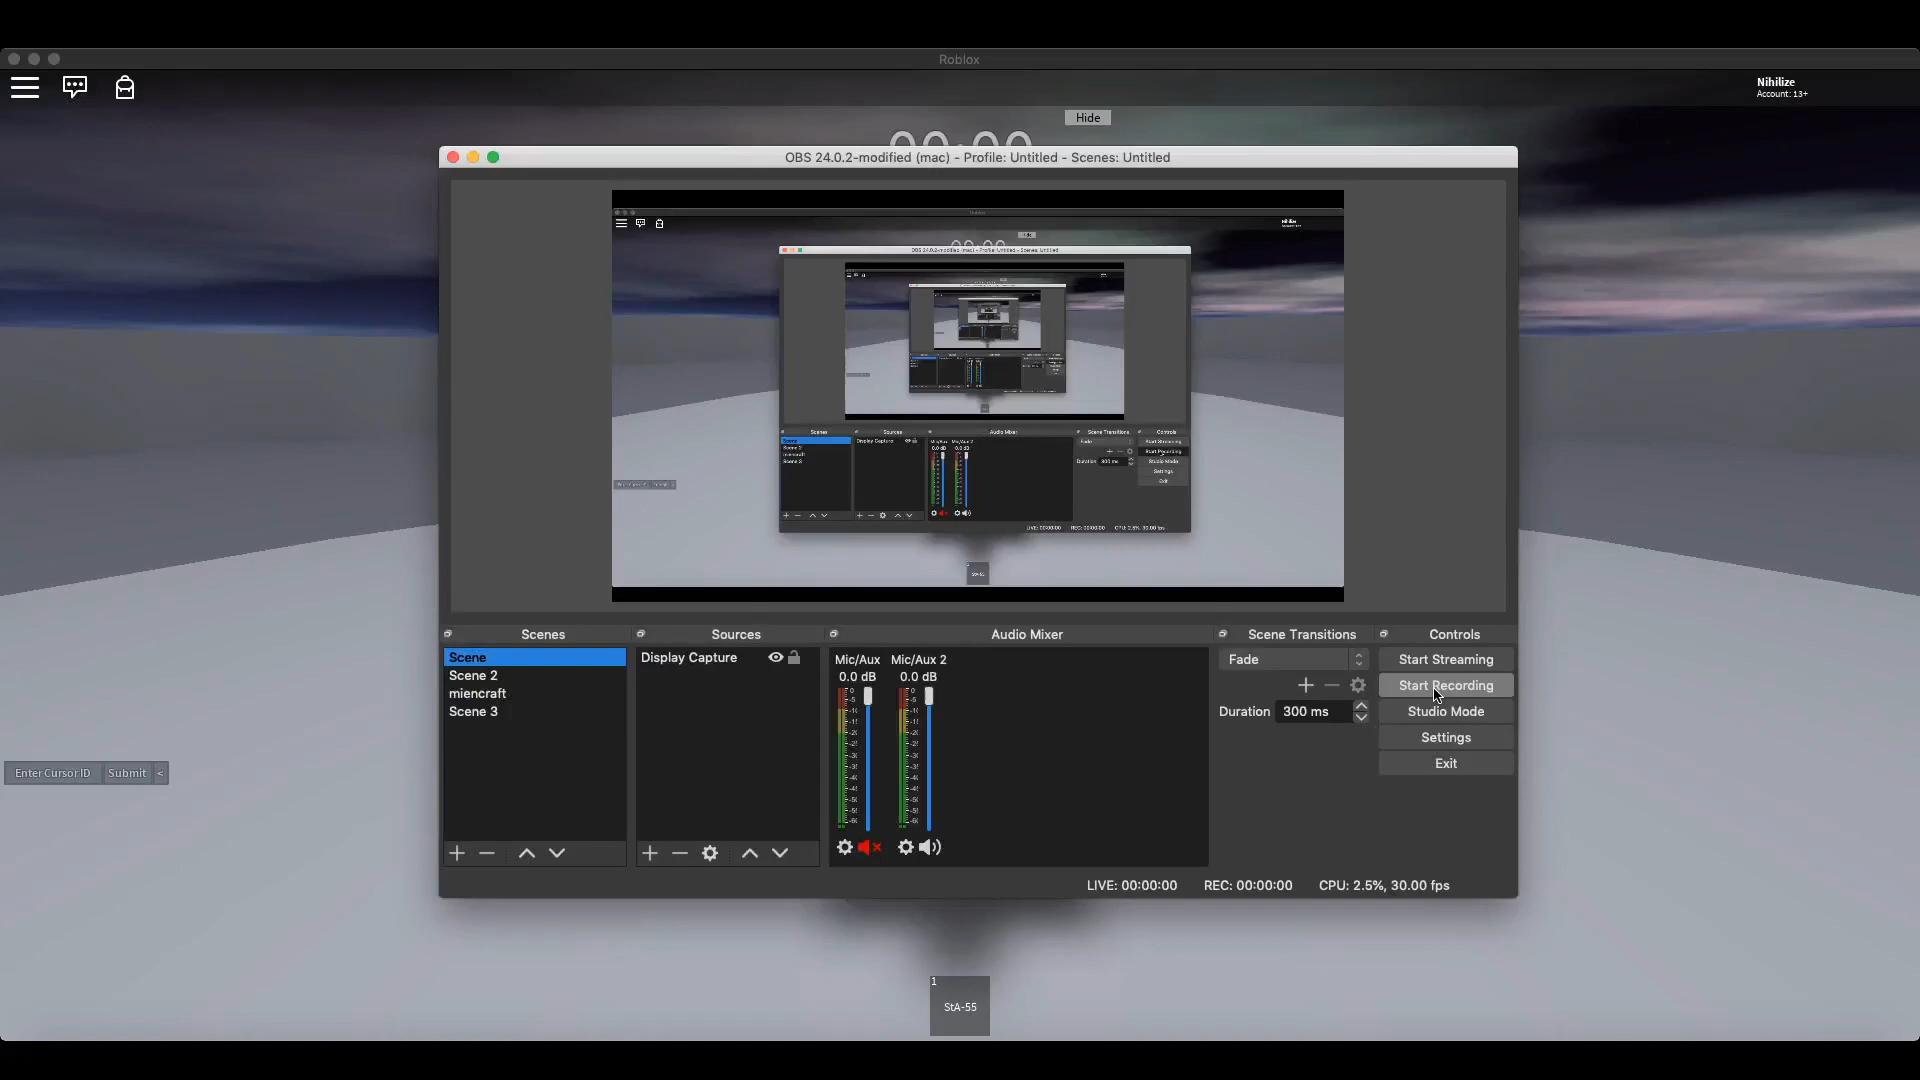 Roblox
Nihilize
Account: 13+
Hide
00:00
OBS 24.0.2-modified (mac) - Profile: Untitled - Scenes: Untitled
Scenes
Sources
Audio Mixer
Scene Transitions
Controls
Scene
Scene 2
miencraft
Scene 3
Display Capture
Mic/Aux
Mic/Aux 2
0.0 dB
0.0 dB
Fade
Duration
300 ms
Start Streaming
Start Recording
Studio Mode
Settings
Exit
LIVE: 00:00:00
REC: 00:00:00
CPU: 2.5%, 30.00 fps
Enter Cursor ID
Submit
<
1
StA-55